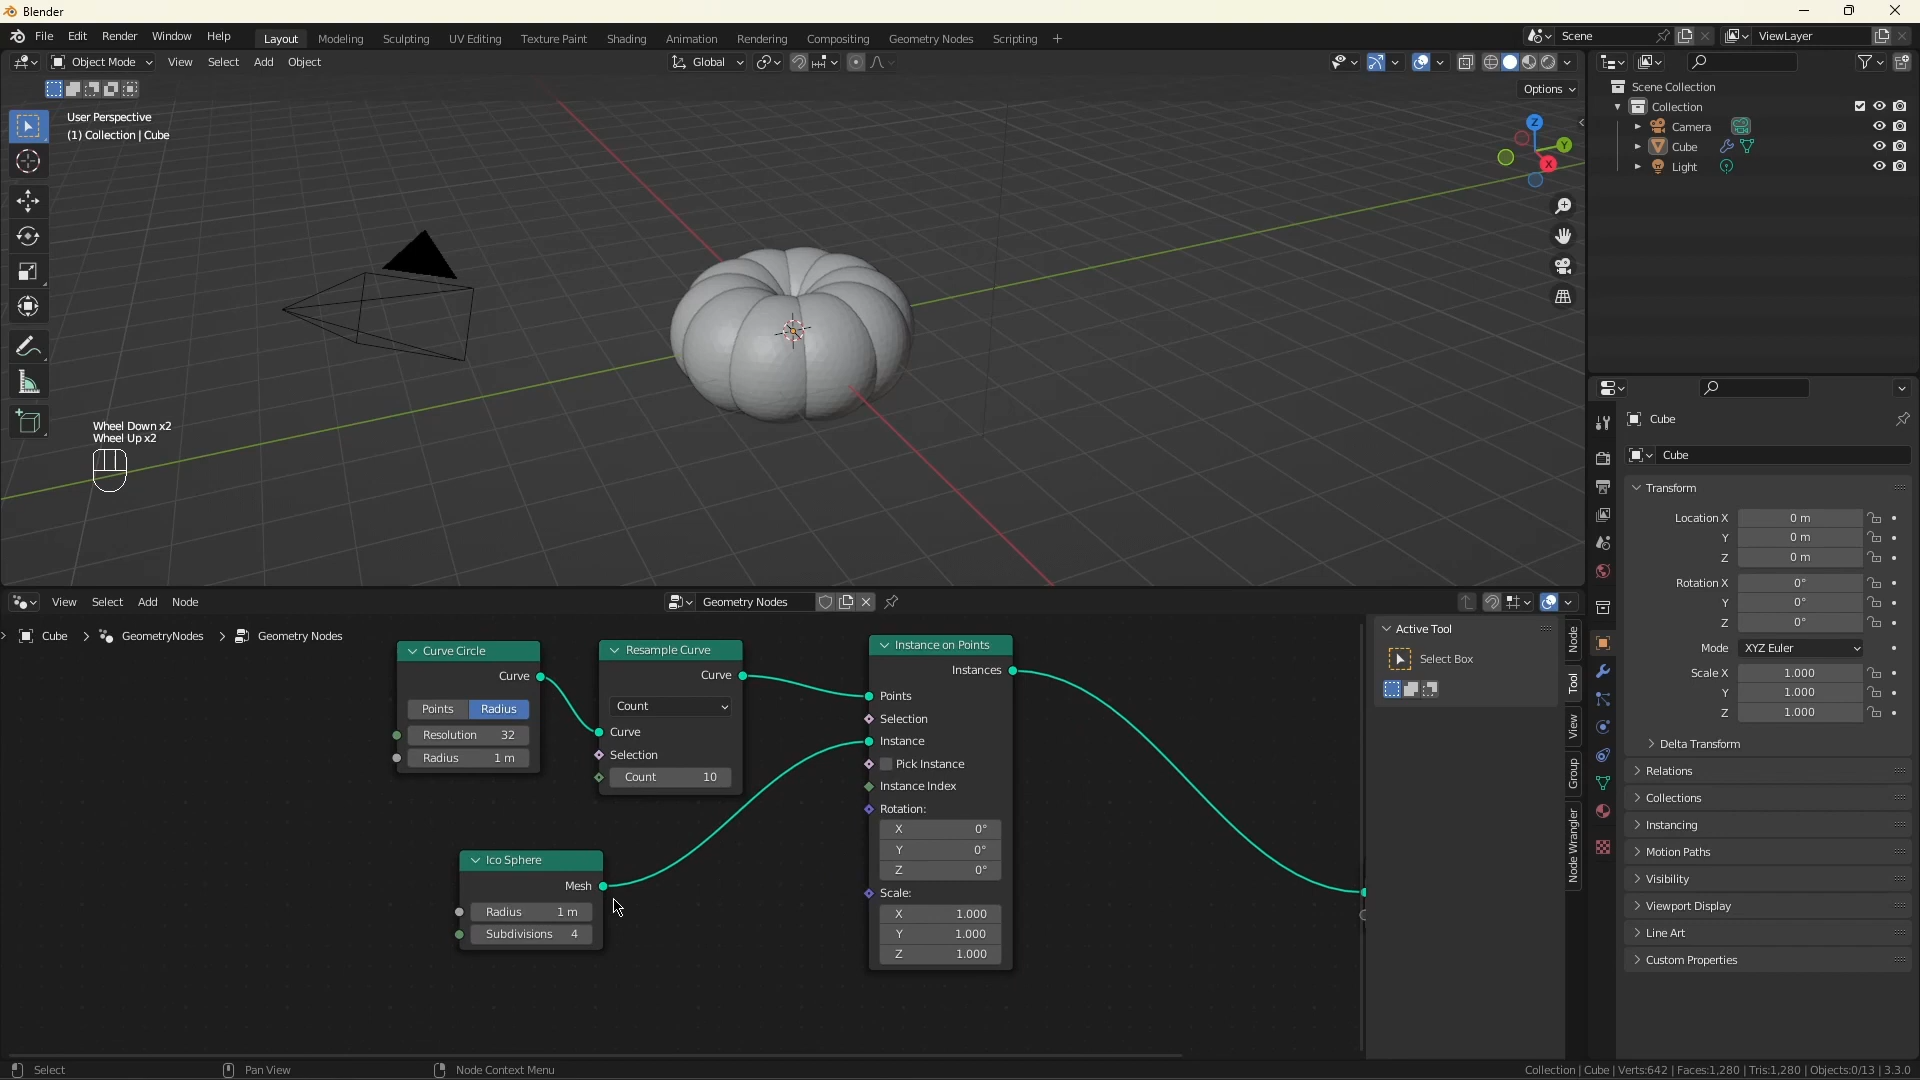 Blender
File Edit Render Window Help Layout Modeling Sculpting UV Editing Texture Paint Shading Animation Rendering Compositing Geometry Nodes Scripting + Scene ViewLayer
Object Mode View Select Add Object Global
Options
User Perspective
(1) Collection | Cube
Z
Y
X
Wheel Down x2
Wheel Up x2
Scene Collection
Collection
Camera
Cube
Light
Cube
Cube
Transform
Location X 0 m
Y 0 m
Z 0 m
Rotation X 0°
Y 0°
Z 0°
Mode XYZ Euler
Scale X 1.000
Y 1.000
Z 1.000
Delta Transform
Relations
Collections
Instancing
Motion Paths
Visibility
Viewport Display
Line Art
Custom Properties
View Select Add Node Geometry Nodes
Cube > GeometryNodes > Geometry Nodes
Curve Circle
Curve
Points Radius
Resolution 32
Radius 1 m
Resample Curve
Curve
Count
Curve
Selection
Count 10
Ico Sphere
Mesh
Radius 1 m
Subdivisions 4
Instance on Points
Instances
Points
Selection
Instance
Pick Instance
Instance Index
Rotation:
X 0°
Y 0°
Z 0°
Scale:
X 1.000
Y 1.000
Z 1.000
Active Tool
Select Box
Node
Tool
View
Group
Node Wrangler
Select Pan View Node Context Menu Collection | Cube | Verts:642 | Faces:1,280 | Tris:1,280 | Objects:0/13 | 3.3.0